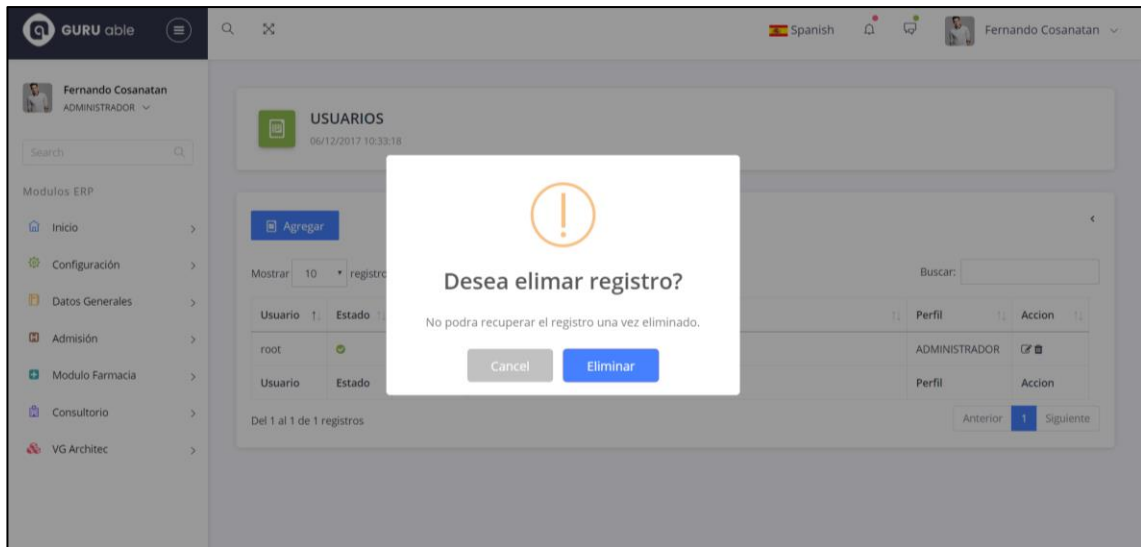 GURU able
Spanish
Fernando Cosanatan
Fernando Cosanatan
ADMINISTRADOR
Search
Modulos ERP
Inicio
Configuración
Datos Generales
Admisión
Modulo Farmacia
Consultorio
VG Architec
USUARIOS
06/12/2017 10:33:18
Agregar
Mostrar 10 registro
Buscar:
Usuario Estado Perfil Accion
root ADMINISTRADOR
Usuario Estado Perfil Accion
Del 1 al 1 de 1 registros
Anterior 1 Siguiente
Desea elimar registro?
No podra recuperar el registro una vez eliminado.
Cancel Eliminar